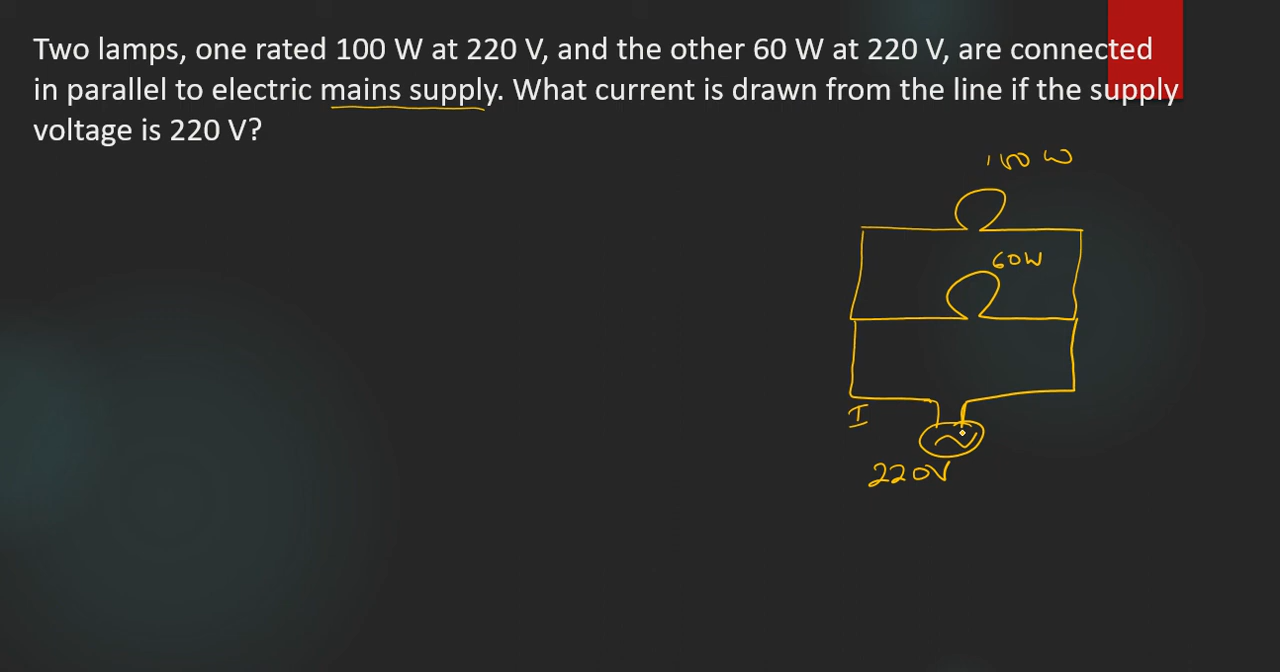 Two lamps, one rated 100 W at 220 V, and the other 60 W at 220 V, are connected
in parallel to electric mains supply. What current is drawn from the line if the supply
voltage is 220 V?
100 W
60W
I
220V